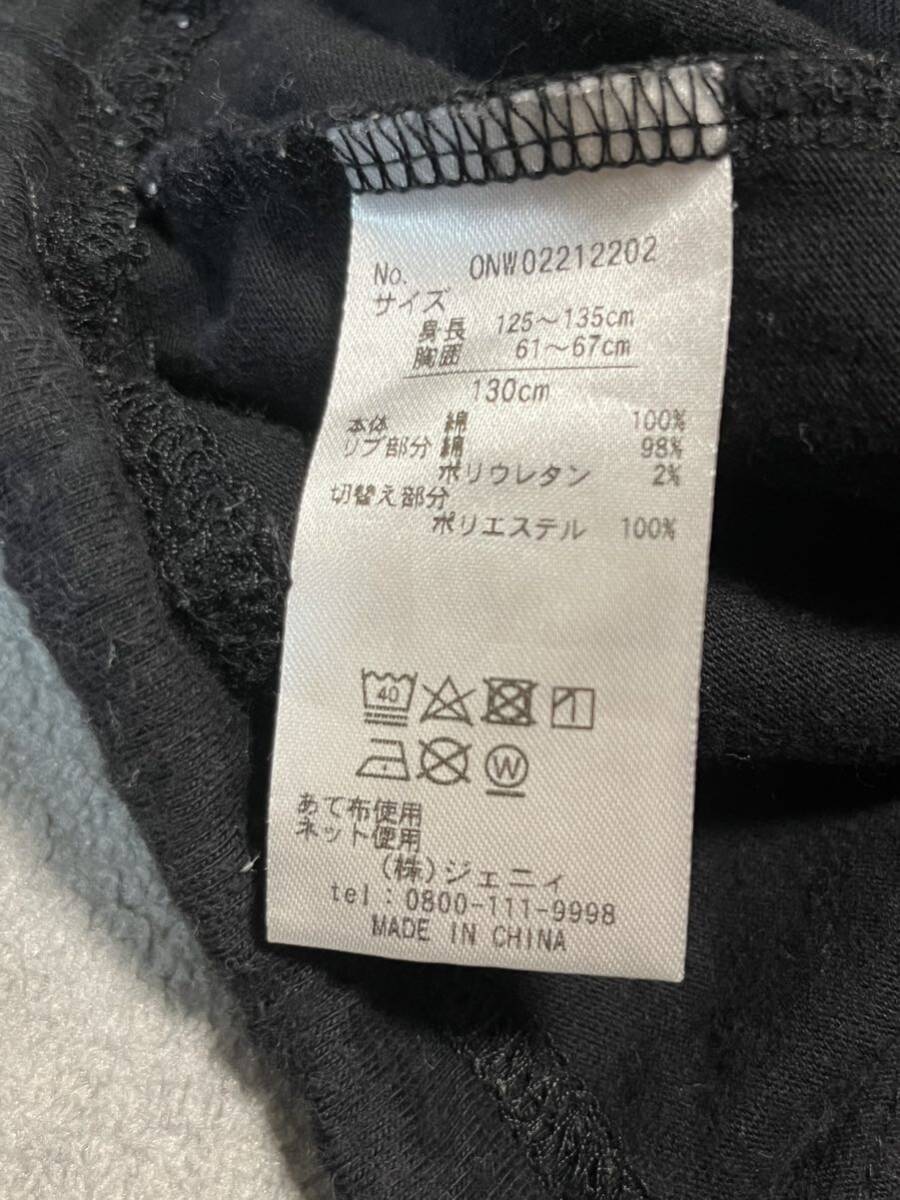 No. ONW02212202
サイズ
身長 125～135cm
胸囲 61～67cm
130cm
本体 綿 100%
リブ部分 綿 98%
ポリウレタン 2%
切替え部分
ポリエステル 100%
40
W
あて布使用
ネット使用
(株)ジェニィ
tel：0800-111-9998
MADE IN CHINA